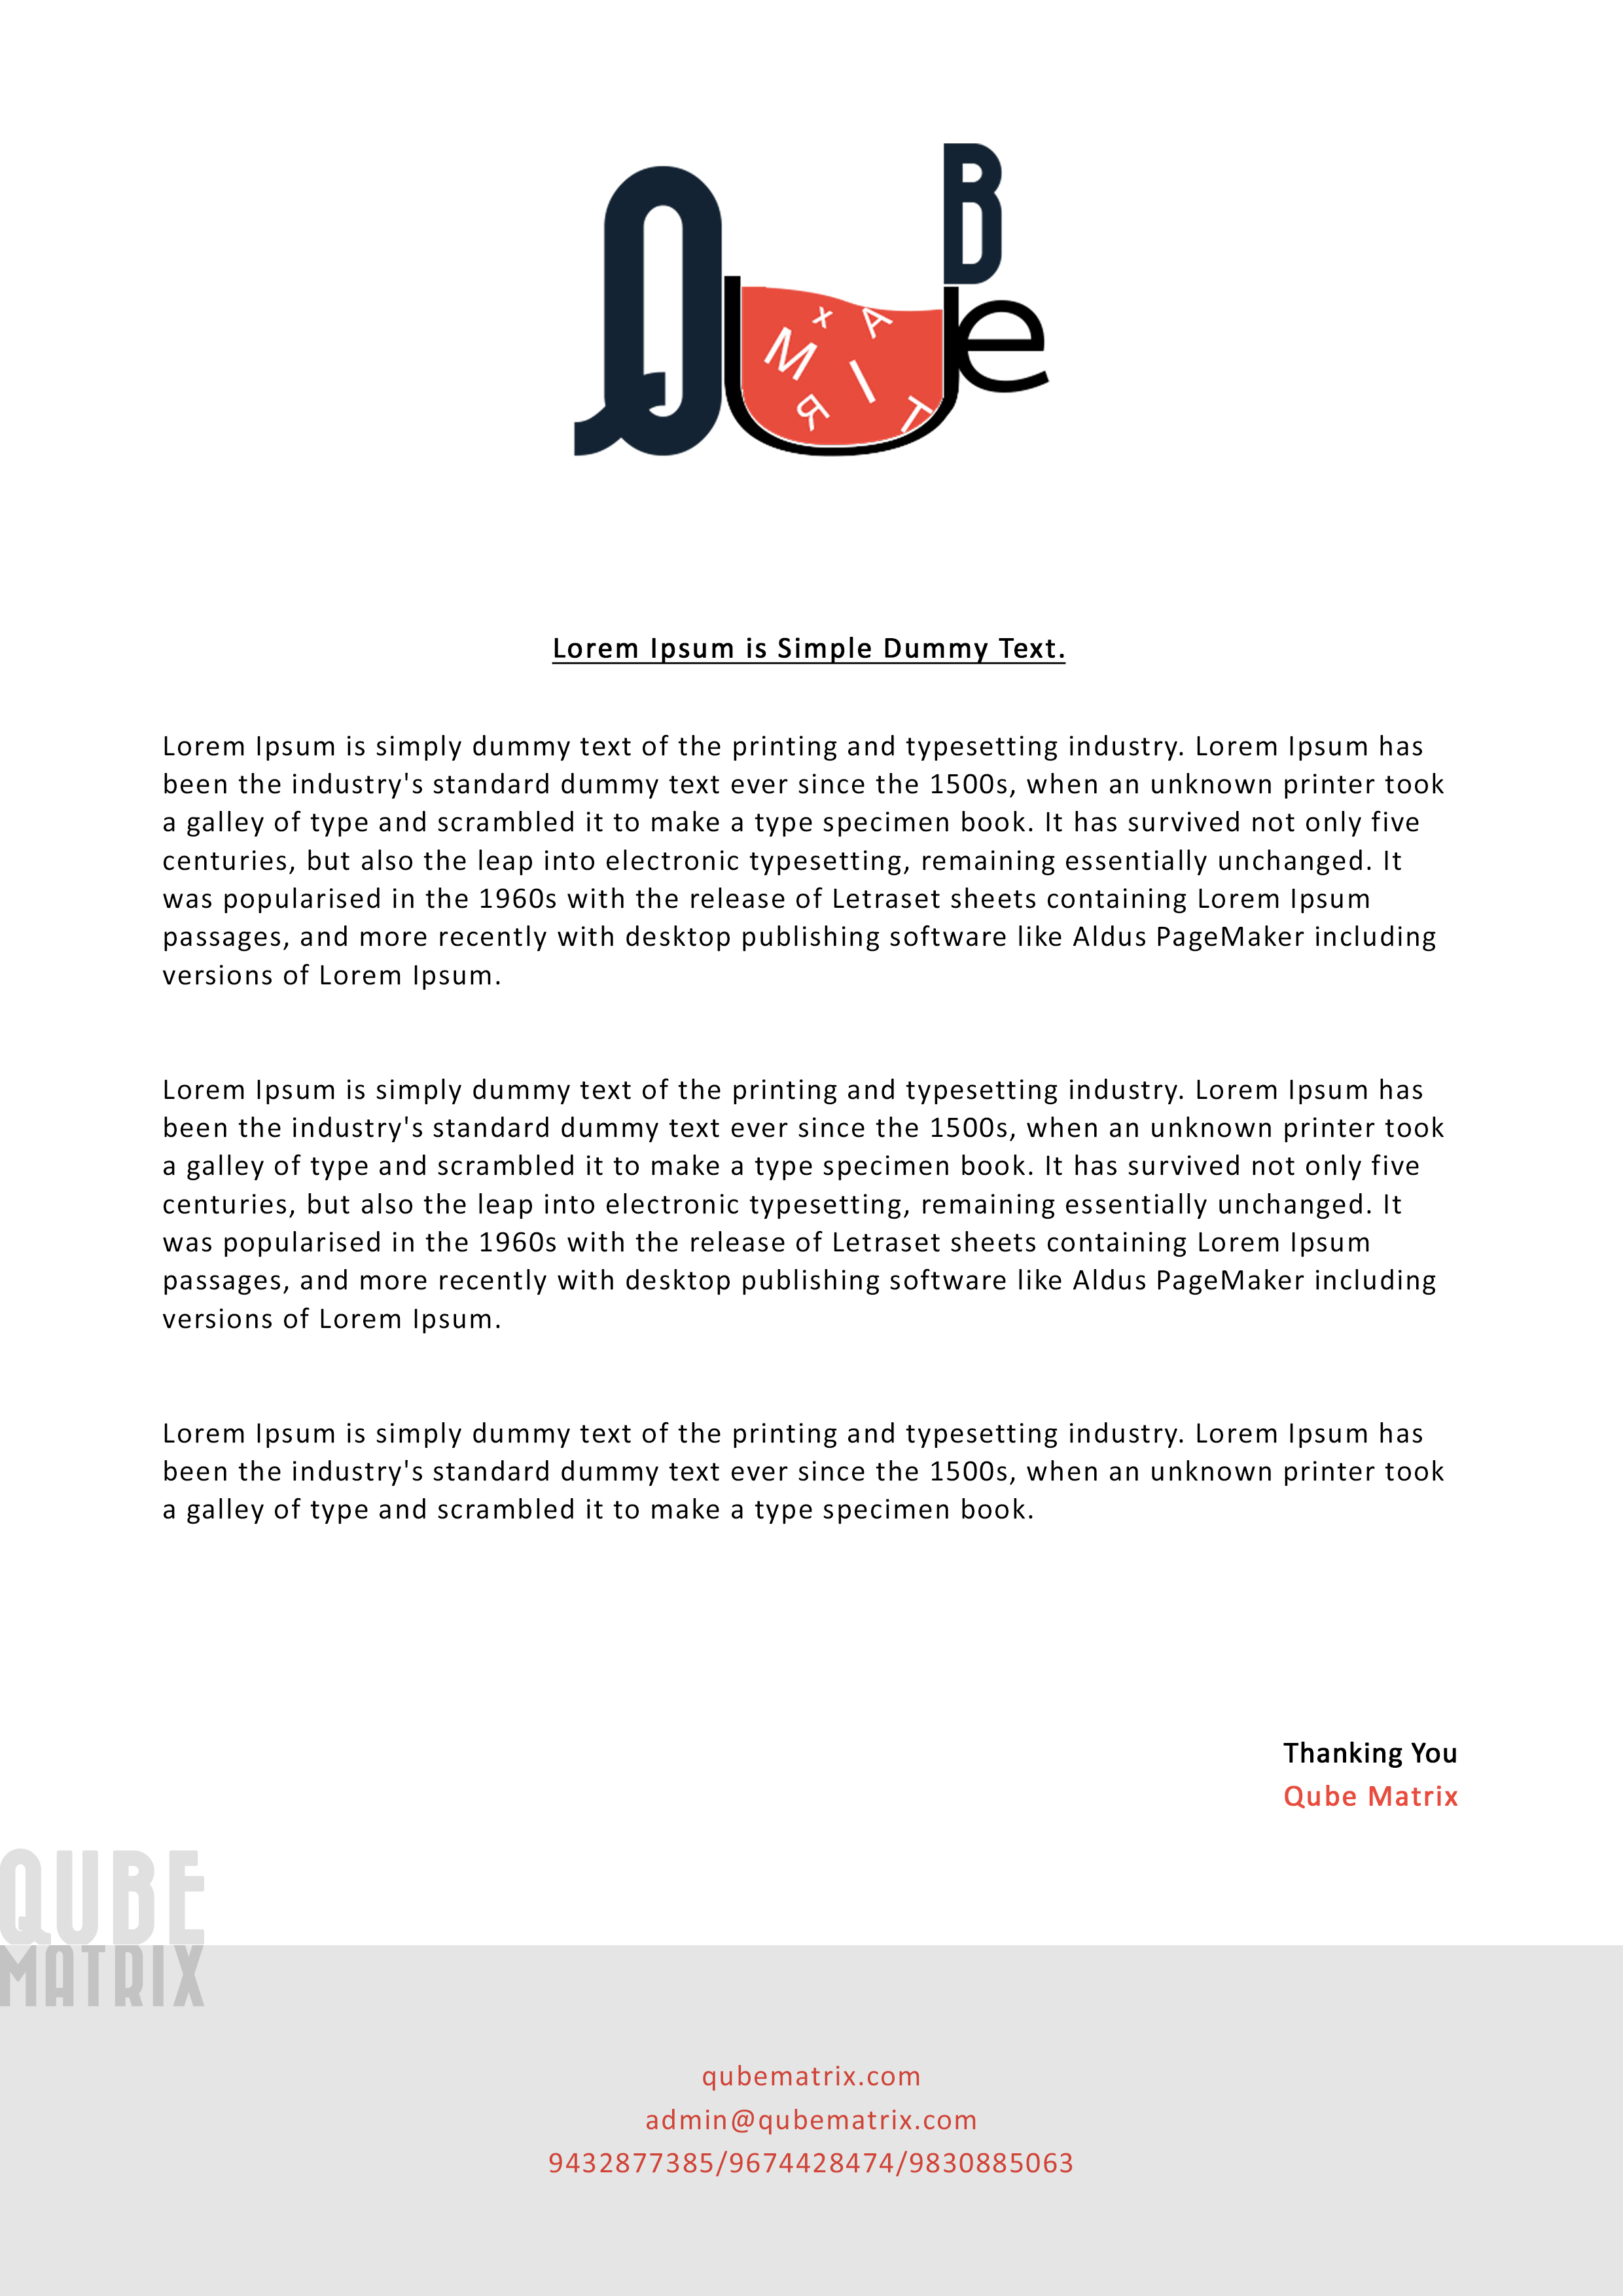 QuBe
x A
M I
R T
Lorem Ipsum is Simple Dummy Text.
Lorem Ipsum is simply dummy text of the printing and typesetting industry. Lorem Ipsum has
been the industry's standard dummy text ever since the 1500s, when an unknown printer took
a galley of type and scrambled it to make a type specimen book. It has survived not only five
centuries, but also the leap into electronic typesetting, remaining essentially unchanged. It
was popularised in the 1960s with the release of Letraset sheets containing Lorem Ipsum
passages, and more recently with desktop publishing software like Aldus PageMaker including
versions of Lorem Ipsum.
Lorem Ipsum is simply dummy text of the printing and typesetting industry. Lorem Ipsum has
been the industry's standard dummy text ever since the 1500s, when an unknown printer took
a galley of type and scrambled it to make a type specimen book. It has survived not only five
centuries, but also the leap into electronic typesetting, remaining essentially unchanged. It
was popularised in the 1960s with the release of Letraset sheets containing Lorem Ipsum
passages, and more recently with desktop publishing software like Aldus PageMaker including
versions of Lorem Ipsum.
Lorem Ipsum is simply dummy text of the printing and typesetting industry. Lorem Ipsum has
been the industry's standard dummy text ever since the 1500s, when an unknown printer took
a galley of type and scrambled it to make a type specimen book.
Thanking You
Qube Matrix
QUBE
MATRIX
qubematrix.com
admin@qubematrix.com
9432877385/9674428474/9830885063